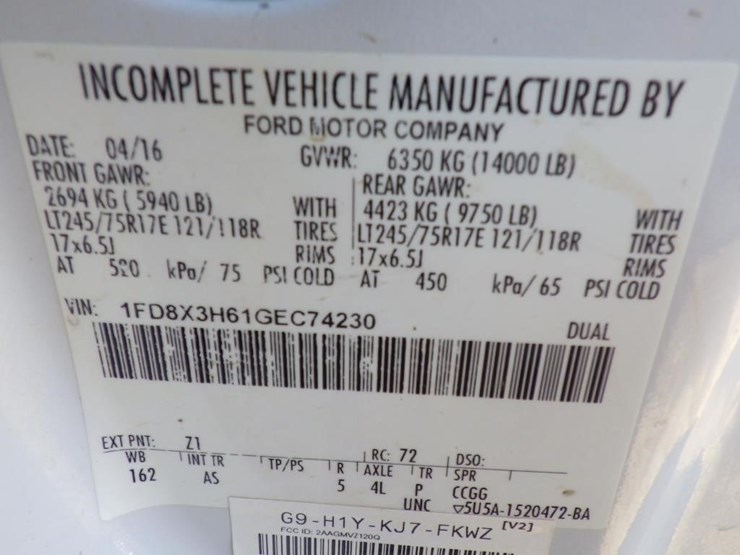 INCOMPLETE VEHICLE MANUFACTURED BY
FORD MOTOR COMPANY
DATE: 04/16 GVWR: 6350 KG (14000 LB)
FRONT GAWR: REAR GAWR:
2694 KG ( 5940 LB) WITH 4423 KG ( 9750 LB) WITH
LT245/75R17E 121/118R TIRES LT245/75R17E 121/118R TIRES
17x6.5J RIMS 17x6.5J RIMS
AT 520 kPa/ 75 PSI COLD AT 450 kPa/ 65 PSI COLD
VIN: 1FD8X3H61GEC74230 DUAL
EXT PNT: Z1 RC: 72 DSO:
WB INT TR TP/PS R AXLE TR SPR
162 AS 5 4L P CCGG
UNC ▽5U5A-1520472-BA
G9-H1Y-KJ7-FKWZ [V2]
FCC ID: 2AAGMVZ120G